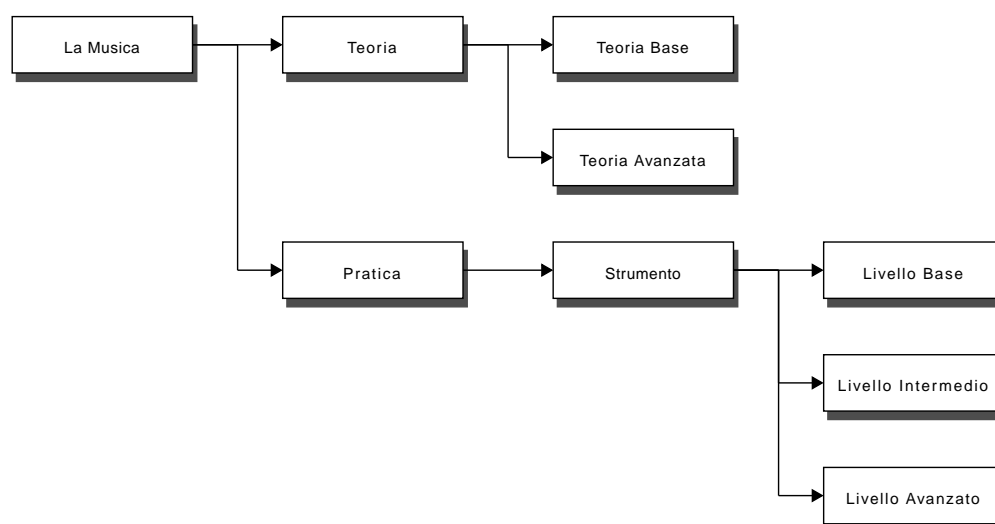 La Musica
Teoria
Teoria Base
Teoria Avanzata
Pratica
Strumento
Livello Base
Livello Intermedio
Livello Avanzato